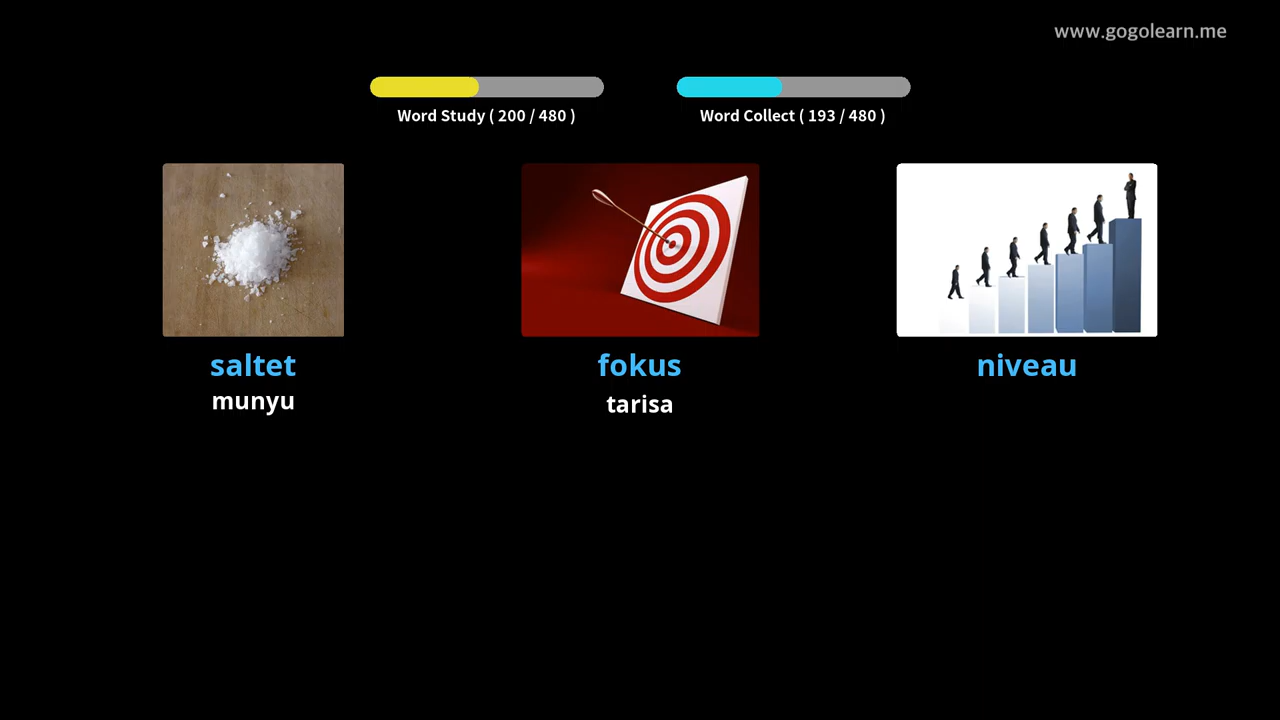 www.gogolearn.me
Word Study ( 200 / 480 )
Word Collect ( 193 / 480 )
saltet
munyu
fokus
tarisa
niveau